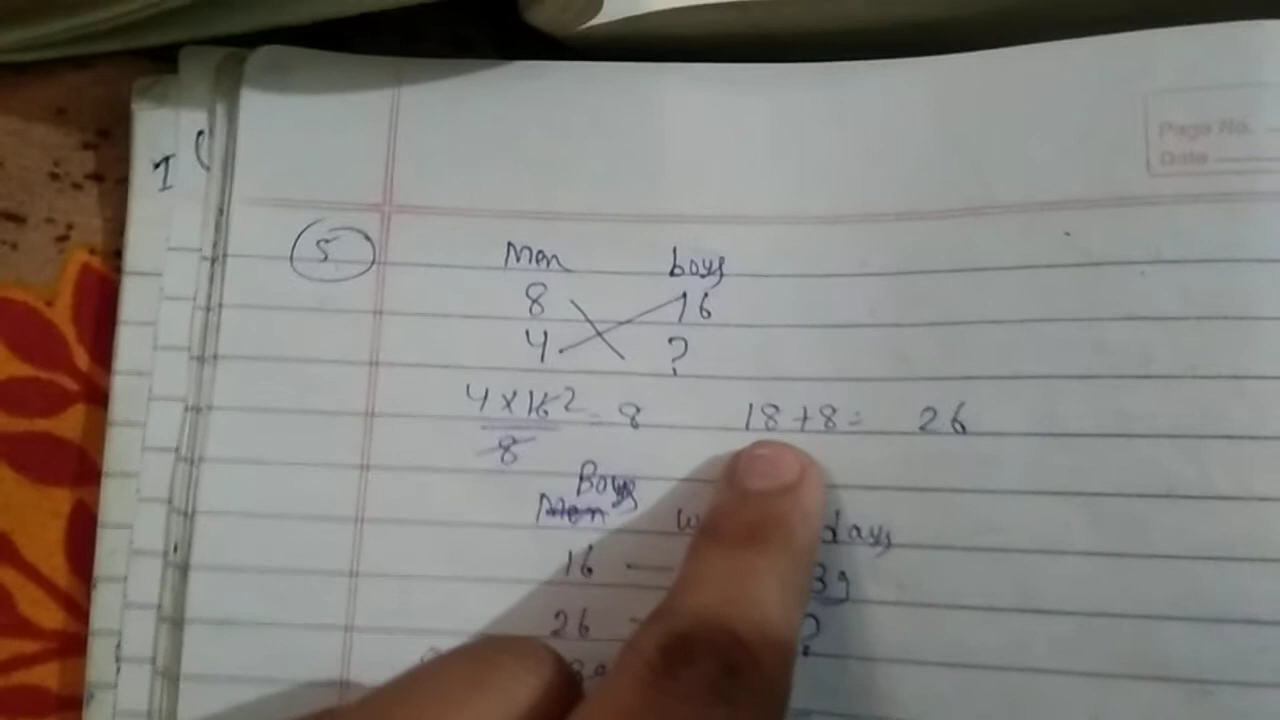 I (
Page No.
Date
5
Men boys
8 16
4 ?
4 x 16 2
8
= 8 18 + 8 = 26
Boys
Men days
16 — 39
26 ?